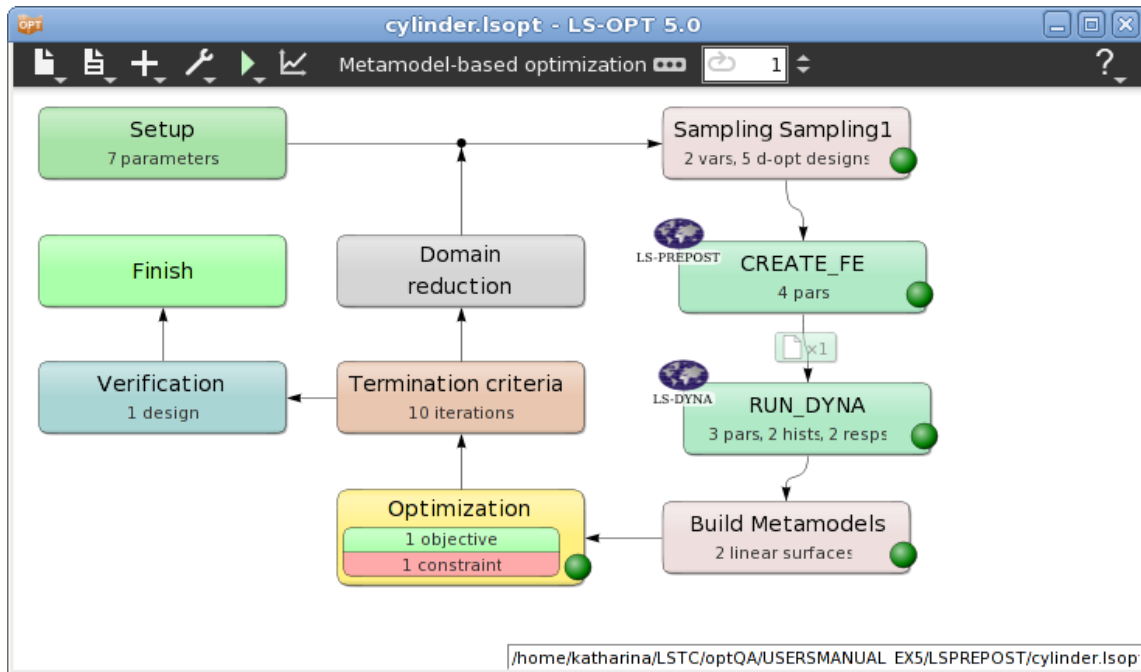 OPT
cylinder.lsopt - LS-OPT 5.0
Metamodel-based optimization
1
?
Setup
7 parameters
Sampling Sampling1
2 vars, 5 d-opt designs
Finish
Domain
reduction
LS-PREPOST
CREATE_FE
4 pars
×1
Verification
1 design
Termination criteria
10 iterations
LS-DYNA
RUN_DYNA
3 pars, 2 hists, 2 resps
Optimization
1 objective
1 constraint
Build Metamodels
2 linear surfaces
/home/katharina/LSTC/optQA/USERSMANUAL_EX5/LSPREPOST/cylinder.lsopt